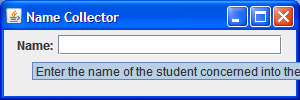 Name Collector
Name:
Enter the name of the student concerned into the